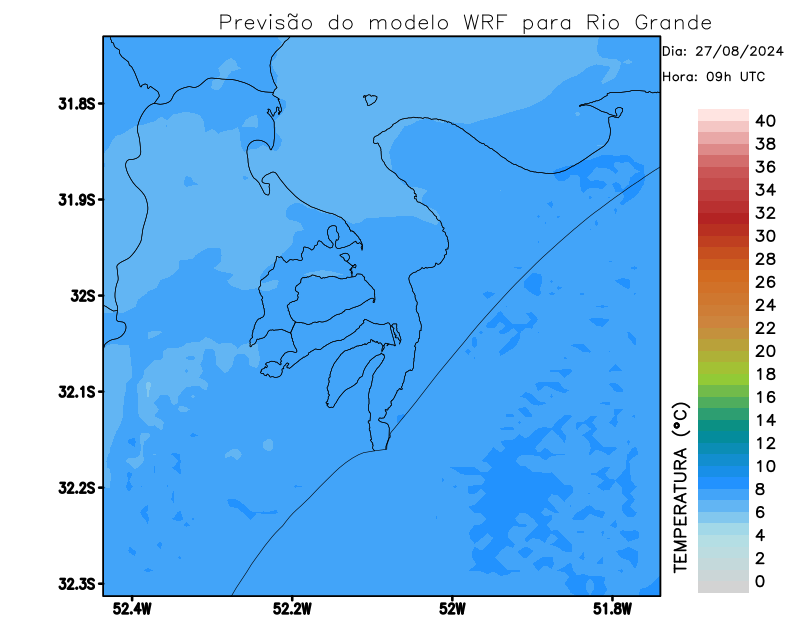 Previsão do modelo WRF para Rio Grande
Dia: 27/08/2024
Hora: 09h UTC
31.8S
31.9S
32S
32.1S
32.2S
32.3S
52.4W
52.2W
52W
51.8W
TEMPERATURA (°C)
40
38
36
34
32
30
28
26
24
22
20
18
16
14
12
10
8
6
4
2
0